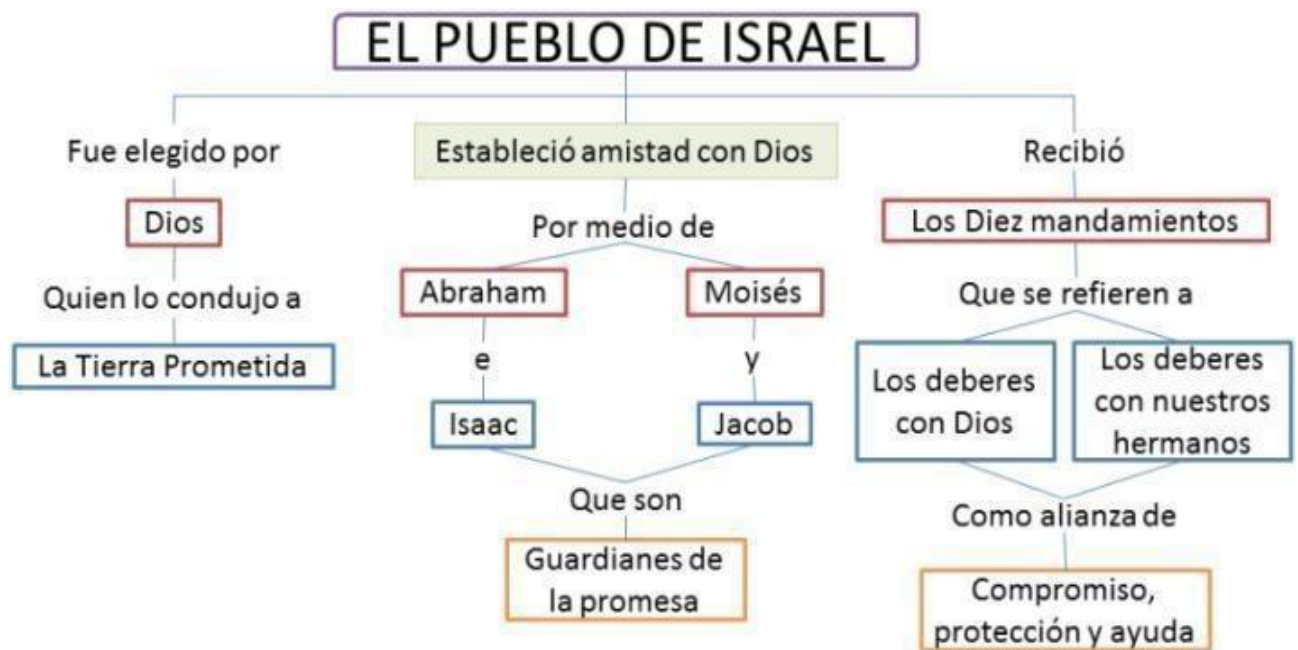 EL PUEBLO DE ISRAEL
Fue elegido por
Dios
Quien lo condujo a
La Tierra Prometida
Estableció amistad con Dios
Por medio de
Abraham
Moisés
e
y
Isaac
Jacob
Que son
Guardianes de
la promesa
Recibió
Los Diez mandamientos
Que se refieren a
Los deberes
con Dios
Los deberes
con nuestros
hermanos
Como alianza de
Compromiso,
protección y ayuda